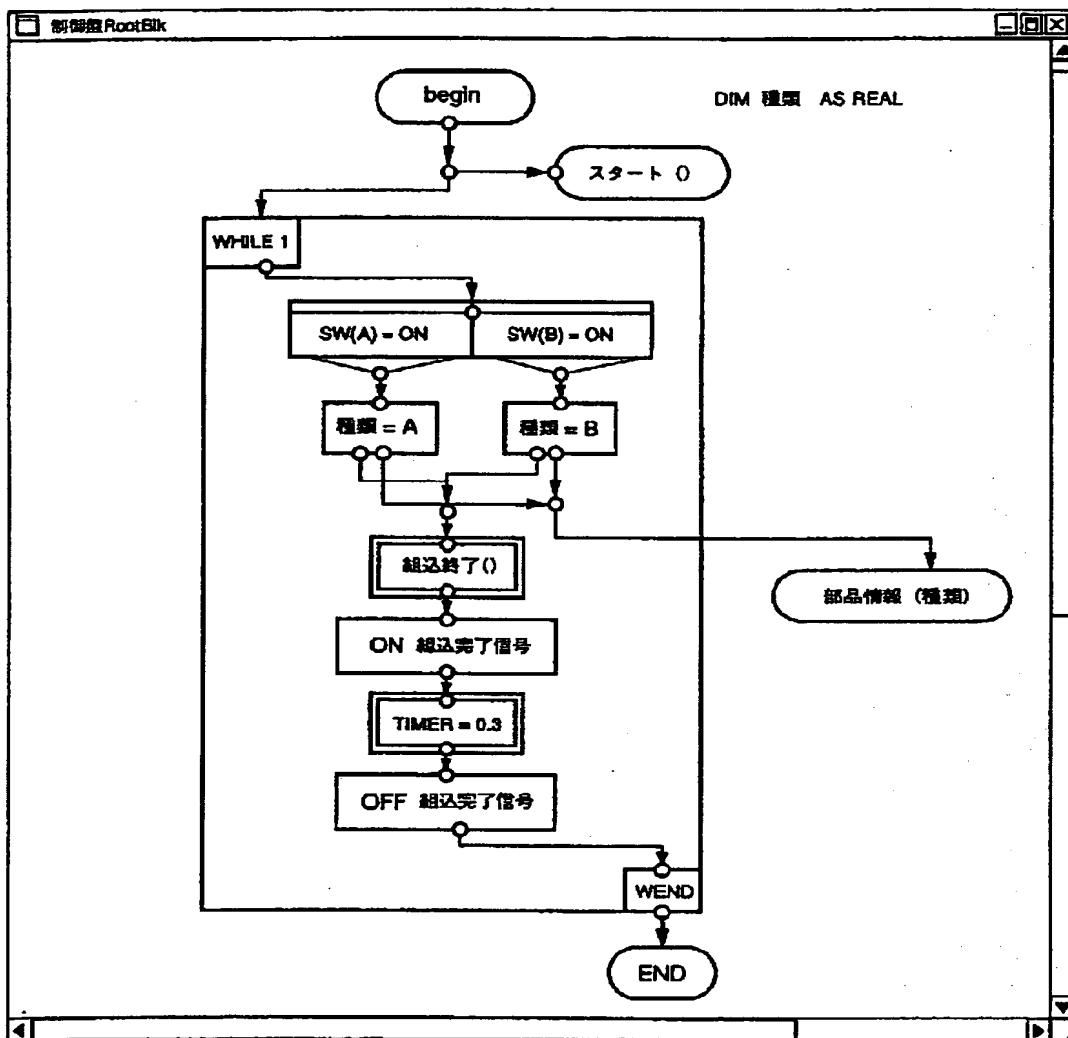 制御盤RootBlk
begin
DIM 種類 AS REAL
スタート ()
WHILE 1
SW(A) = ON
SW(B) = ON
種類 = A
種類 = B
組込終了()
部品情報 (種類)
ON 組込完了信号
TIMER = 0.3
OFF 組込完了信号
WEND
END